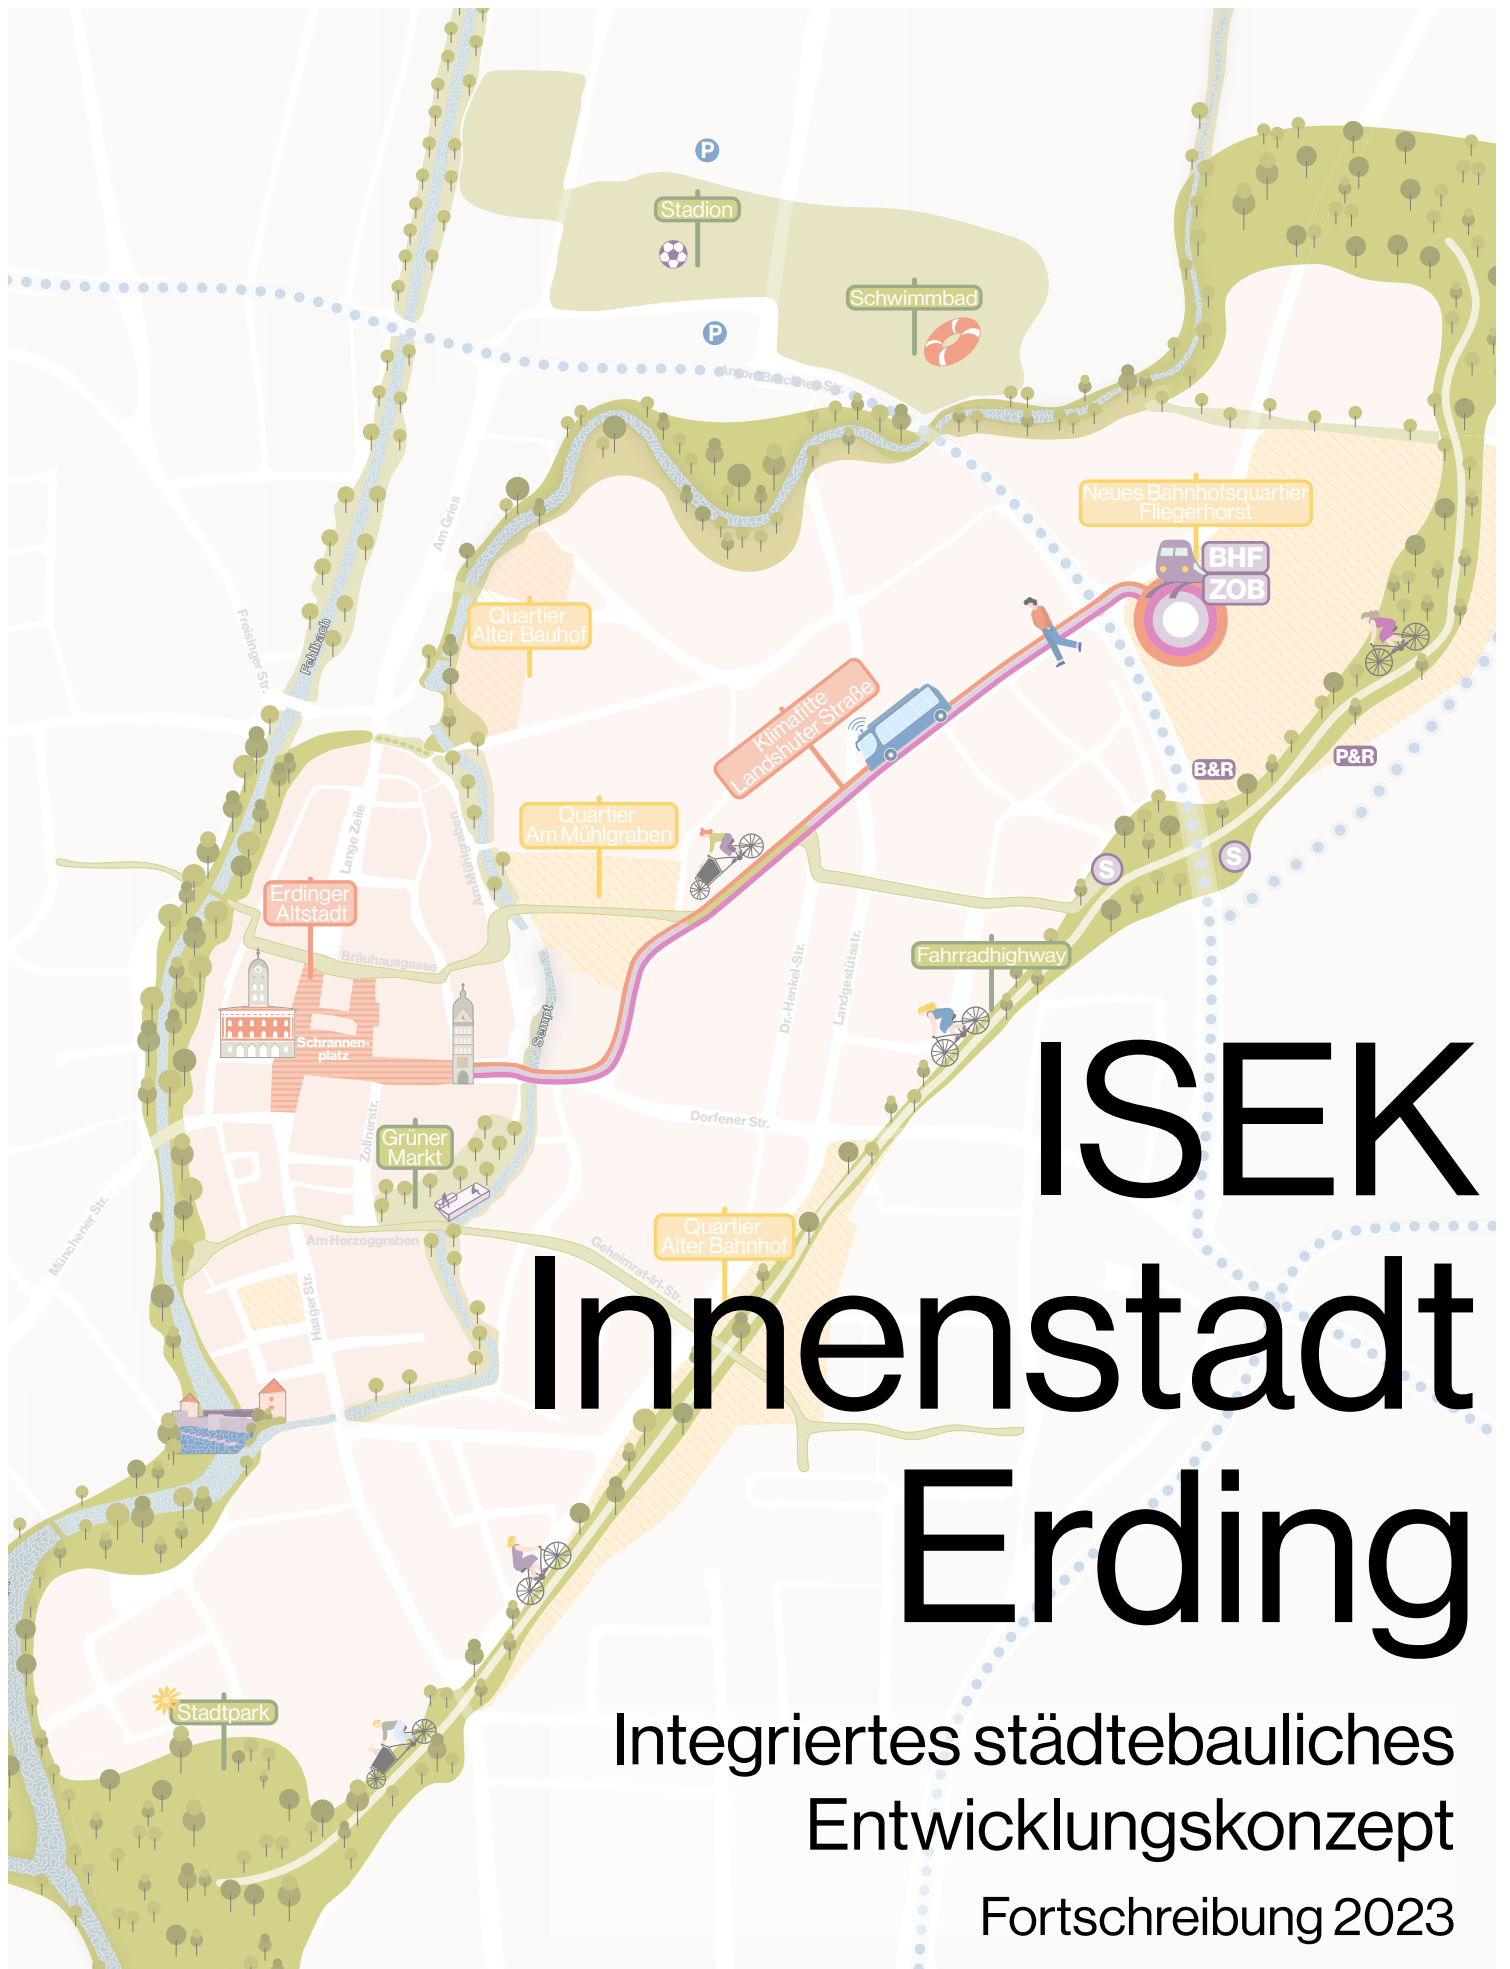 P
Stadion
Schwimmbad
P
Anton-Bruckner-Str.
Neues Bahnhofsquartier
Fliegerhorst
Am Gries
BHF
ZOB
Quartier
Alter Bauhof
Freisinger Str.
Fehlbach
Klimafitte
Landshuter Straße
B&R
P&R
Lange Zeile
Am Mühlgraben
Quartier
Am Mühlgraben
S
S
Erdinger
Altstadt
Bräuhausgasse
Fahrradhighway
Dr.-Henkel-Str.
Landgestütsstr.
Sempt
Schrannen-
platz
ISEK
Zollnerstr.
Grüner
Markt
Dorfener Str.
Münchener Str.
Am Herzoggraben
Quartier
Alter Bahnhof
Geheimrat-Irl-Str.
Haager Str.
Innenstadt
Erding
Stadtpark
Integriertes städtebauliches
Entwicklungskonzept
Fortschreibung 2023